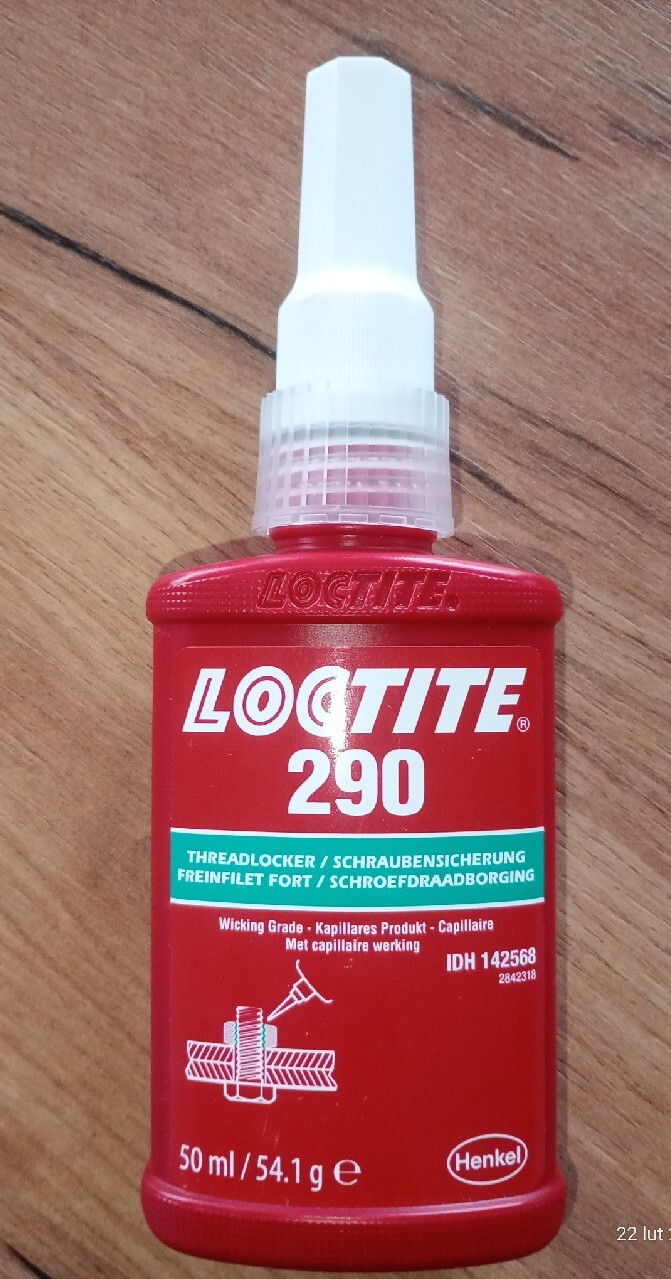 LOCTITE.
LOCTITE®
290
THREADLOCKER / SCHRAUBENSICHERUNG
FREINFILET FORT / SCHROEFDRAADBORGING
Wicking Grade - Kapillares Produkt - Capillaire
Met capillaire werking
IDH 142568
2842318
50 ml / 54.1 g ℮
Henkel
22 lut